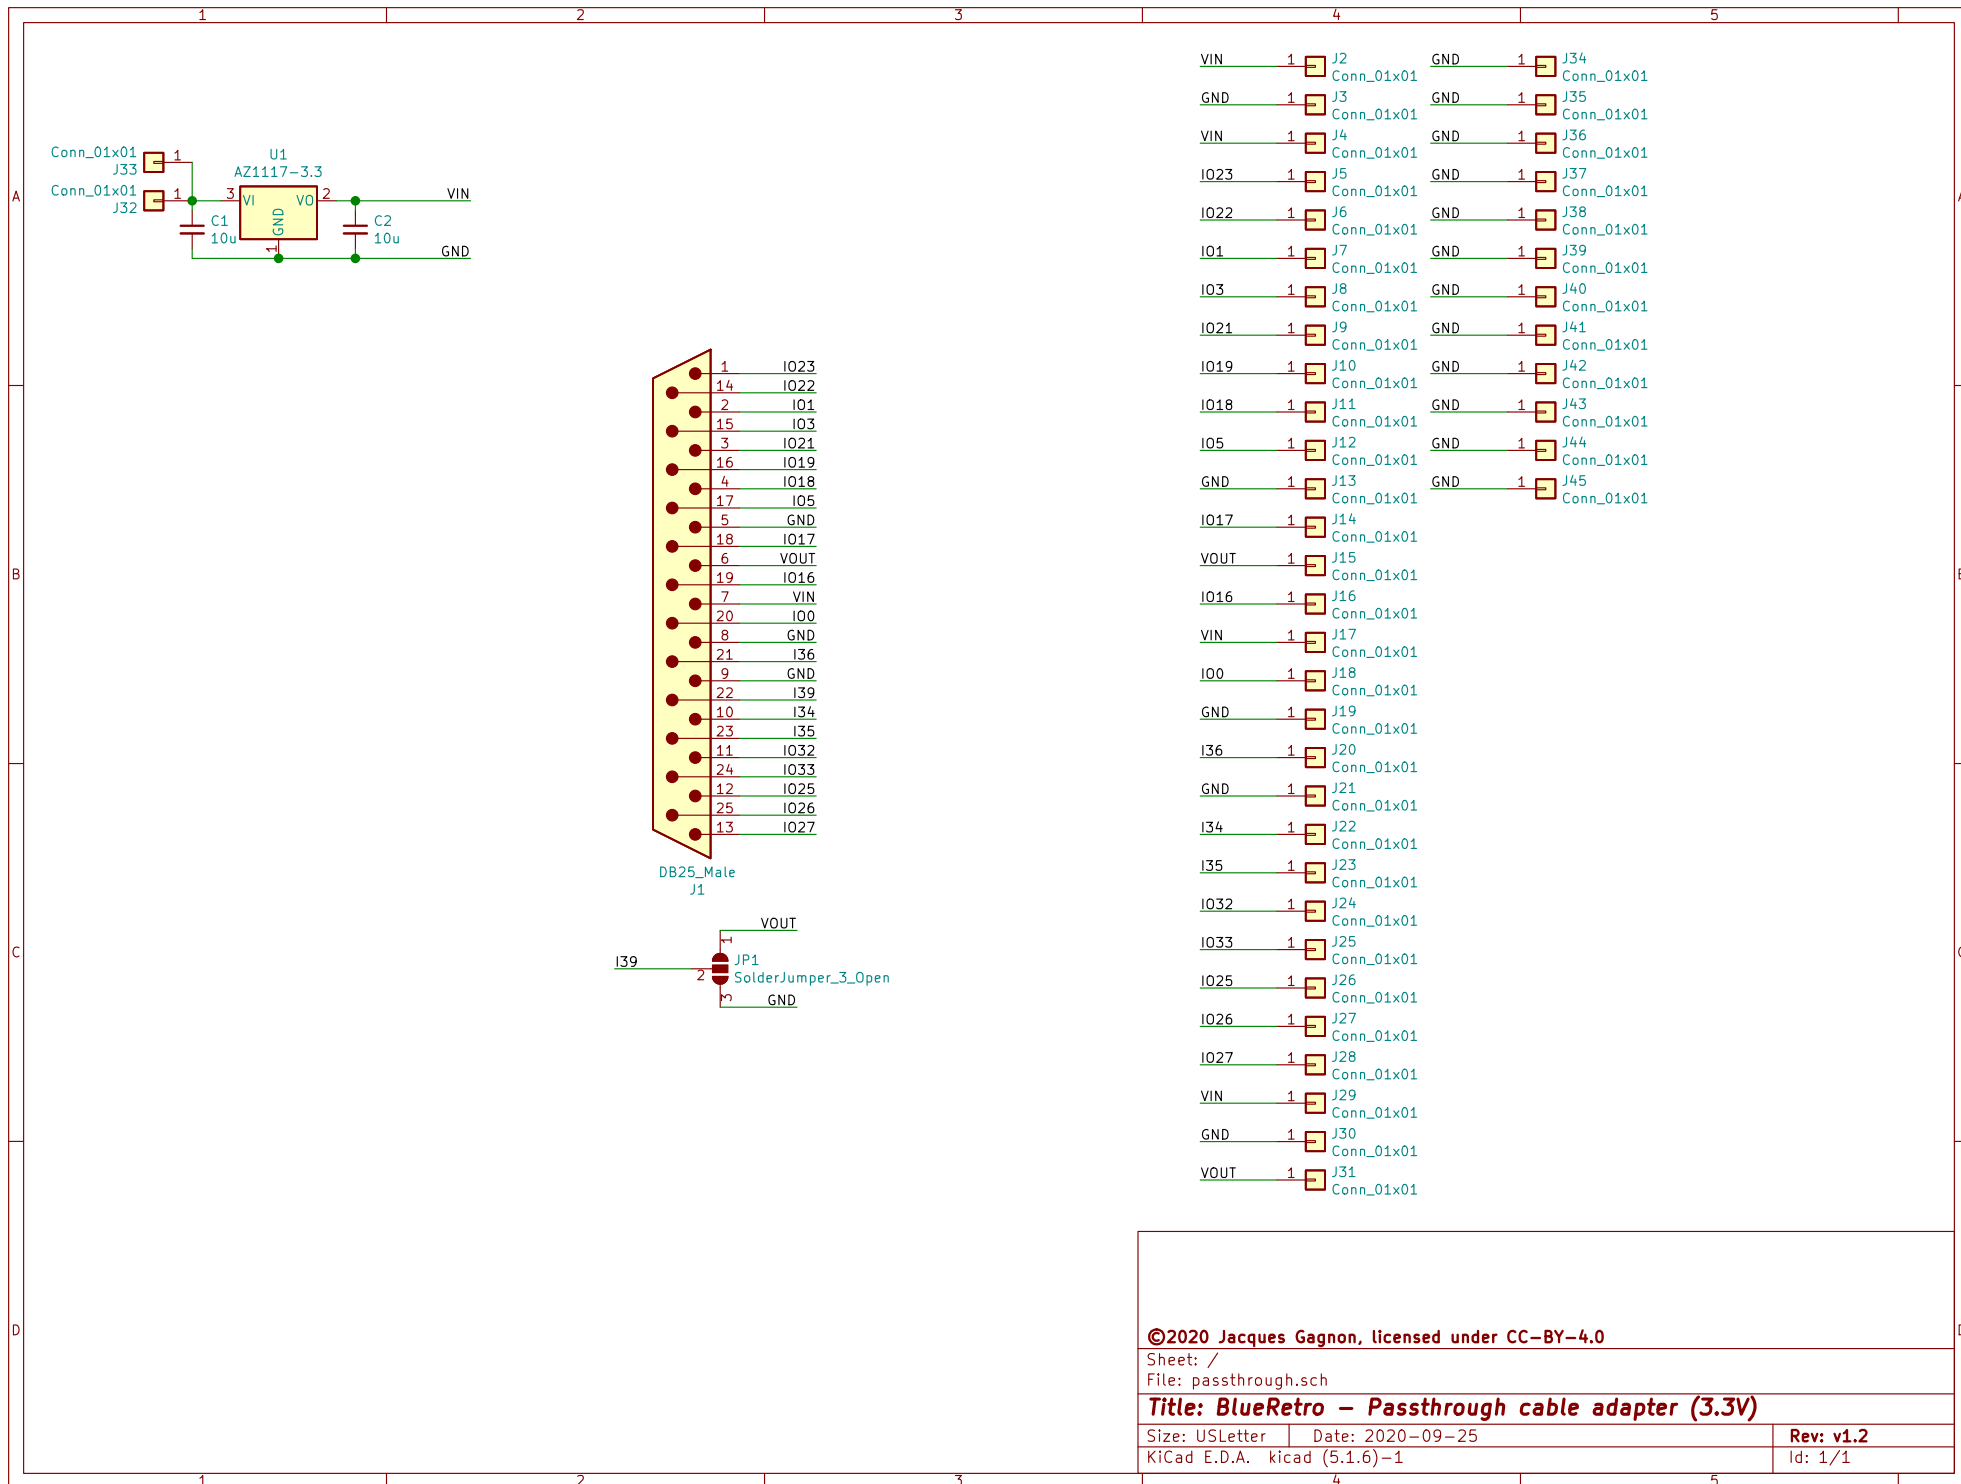 1 2 3 4 5
A
B
C
D
Conn_01x01
J33
1
Conn_01x01
J32
1
U1
AZ1117-3.3
3 VI VO 2
GND
1
C1
10u
C2
10u
VIN
GND
1 IO23
14 IO22
2 IO1
15 IO3
3 IO21
16 IO19
4 IO18
17 IO5
5 GND
18 IO17
6 VOUT
19 IO16
7 VIN
20 IO0
8 GND
21 I36
9 GND
22 I39
10 I34
23 I35
11 IO32
24 IO33
12 IO25
25 IO26
13 IO27
DB25_Male
J1
VOUT
1
I39
2
JP1
SolderJumper_3_Open
3
GND
VIN 1 J2
Conn_01x01
GND 1 J3
Conn_01x01
VIN 1 J4
Conn_01x01
IO23 1 J5
Conn_01x01
IO22 1 J6
Conn_01x01
IO1 1 J7
Conn_01x01
IO3 1 J8
Conn_01x01
IO21 1 J9
Conn_01x01
IO19 1 J10
Conn_01x01
IO18 1 J11
Conn_01x01
IO5 1 J12
Conn_01x01
GND 1 J13
Conn_01x01
IO17 1 J14
Conn_01x01
VOUT 1 J15
Conn_01x01
IO16 1 J16
Conn_01x01
VIN 1 J17
Conn_01x01
IO0 1 J18
Conn_01x01
GND 1 J19
Conn_01x01
I36 1 J20
Conn_01x01
GND 1 J21
Conn_01x01
I34 1 J22
Conn_01x01
I35 1 J23
Conn_01x01
IO32 1 J24
Conn_01x01
IO33 1 J25
Conn_01x01
IO25 1 J26
Conn_01x01
IO26 1 J27
Conn_01x01
IO27 1 J28
Conn_01x01
VIN 1 J29
Conn_01x01
GND 1 J30
Conn_01x01
VOUT 1 J31
Conn_01x01
GND 1 J34
Conn_01x01
GND 1 J35
Conn_01x01
GND 1 J36
Conn_01x01
GND 1 J37
Conn_01x01
GND 1 J38
Conn_01x01
GND 1 J39
Conn_01x01
GND 1 J40
Conn_01x01
GND 1 J41
Conn_01x01
GND 1 J42
Conn_01x01
GND 1 J43
Conn_01x01
GND 1 J44
Conn_01x01
GND 1 J45
Conn_01x01
©2020 Jacques Gagnon, licensed under CC-BY-4.0
Sheet: /
File: passthrough.sch
Title: BlueRetro - Passthrough cable adapter (3.3V)
Size: USLetter Date: 2020-09-25 Rev: v1.2
KiCad E.D.A. kicad (5.1.6)-1 Id: 1/1
1 2 3 4 5